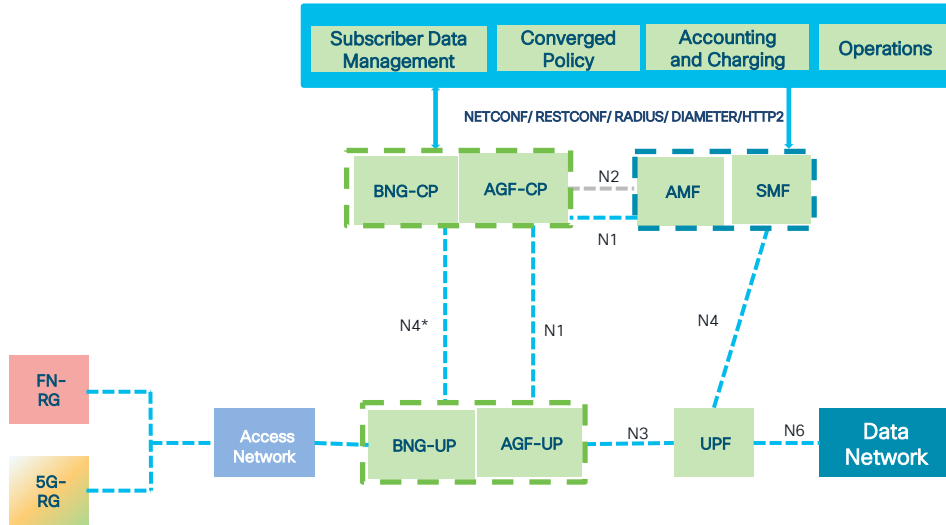 Subscriber Data
Management
Converged
Policy
Accounting
and Charging
Operations
NETCONF/ RESTCONF/ RADIUS/ DIAMETER/HTTP2
BNG-CP
AGF-CP
N2
AMF
SMF
N1
N4*
N1
N4
FN-
RG
Access
Network
BNG-UP
AGF-UP
N3
UPF
N6
Data
Network
5G-
RG